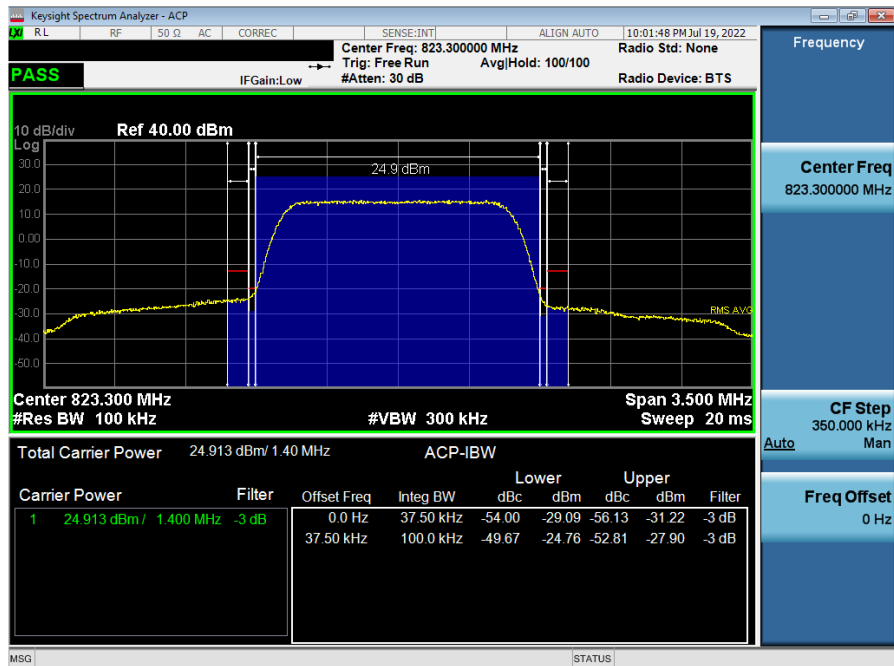 Keysight Spectrum Analyzer - ACP
LXI RL RF 50 Ω AC CORREC SENSE:INT ALIGN AUTO 10:01:48 PM Jul 19, 2022
Center Freq: 823.300000 MHz Radio Std: None
Trig: Free Run Avg|Hold: 100/100
PASS IFGain:Low #Atten: 30 dB Radio Device: BTS
10 dB/div Ref 40.00 dBm
Log
30.0
24.9 dBm
20.0
10.0
0.00
-10.0
-20.0
-30.0
RMS AVG
-40.0
-50.0
Center 823.300 MHz Span 3.500 MHz
#Res BW 100 kHz #VBW 300 kHz Sweep 20 ms
Total Carrier Power 24.913 dBm/ 1.40 MHz ACP-IBW
Lower Upper
Carrier Power Filter Offset Freq Integ BW dBc dBm dBc dBm Filter
1 24.913 dBm / 1.400 MHz -3 dB 0.0 Hz 37.50 kHz -54.00 -29.09 -56.13 -31.22 -3 dB
37.50 kHz 100.0 kHz -49.67 -24.76 -52.81 -27.90 -3 dB
MSG STATUS
Frequency
Center Freq
823.300000 MHz
CF Step
350.000 kHz
Auto Man
Freq Offset
0 Hz